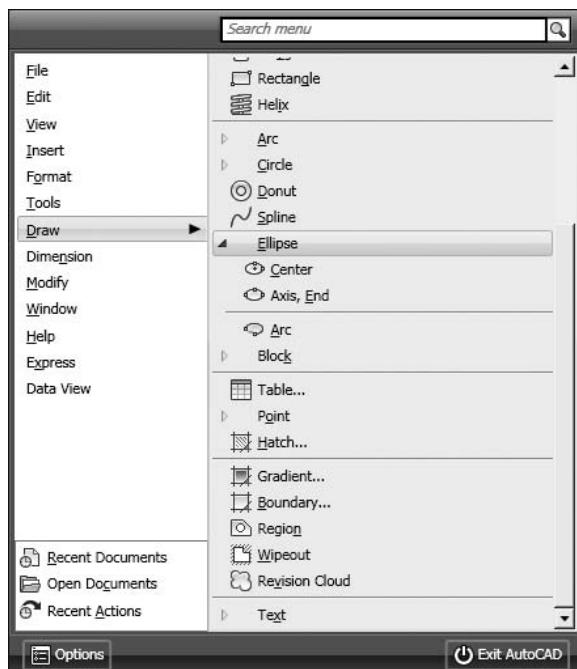 Search menu
File
Edit
View
Insert
Format
Tools
Draw
Dimension
Modify
Window
Help
Express
Data View
Recent Documents
Open Documents
Recent Actions
Rectangle
Helix
Arc
Circle
Donut
Spline
Ellipse
Center
Axis, End
Arc
Block
Table...
Point
Hatch...
Gradient...
Boundary...
Region
Wipeout
Revision Cloud
Text
Options
Exit AutoCAD